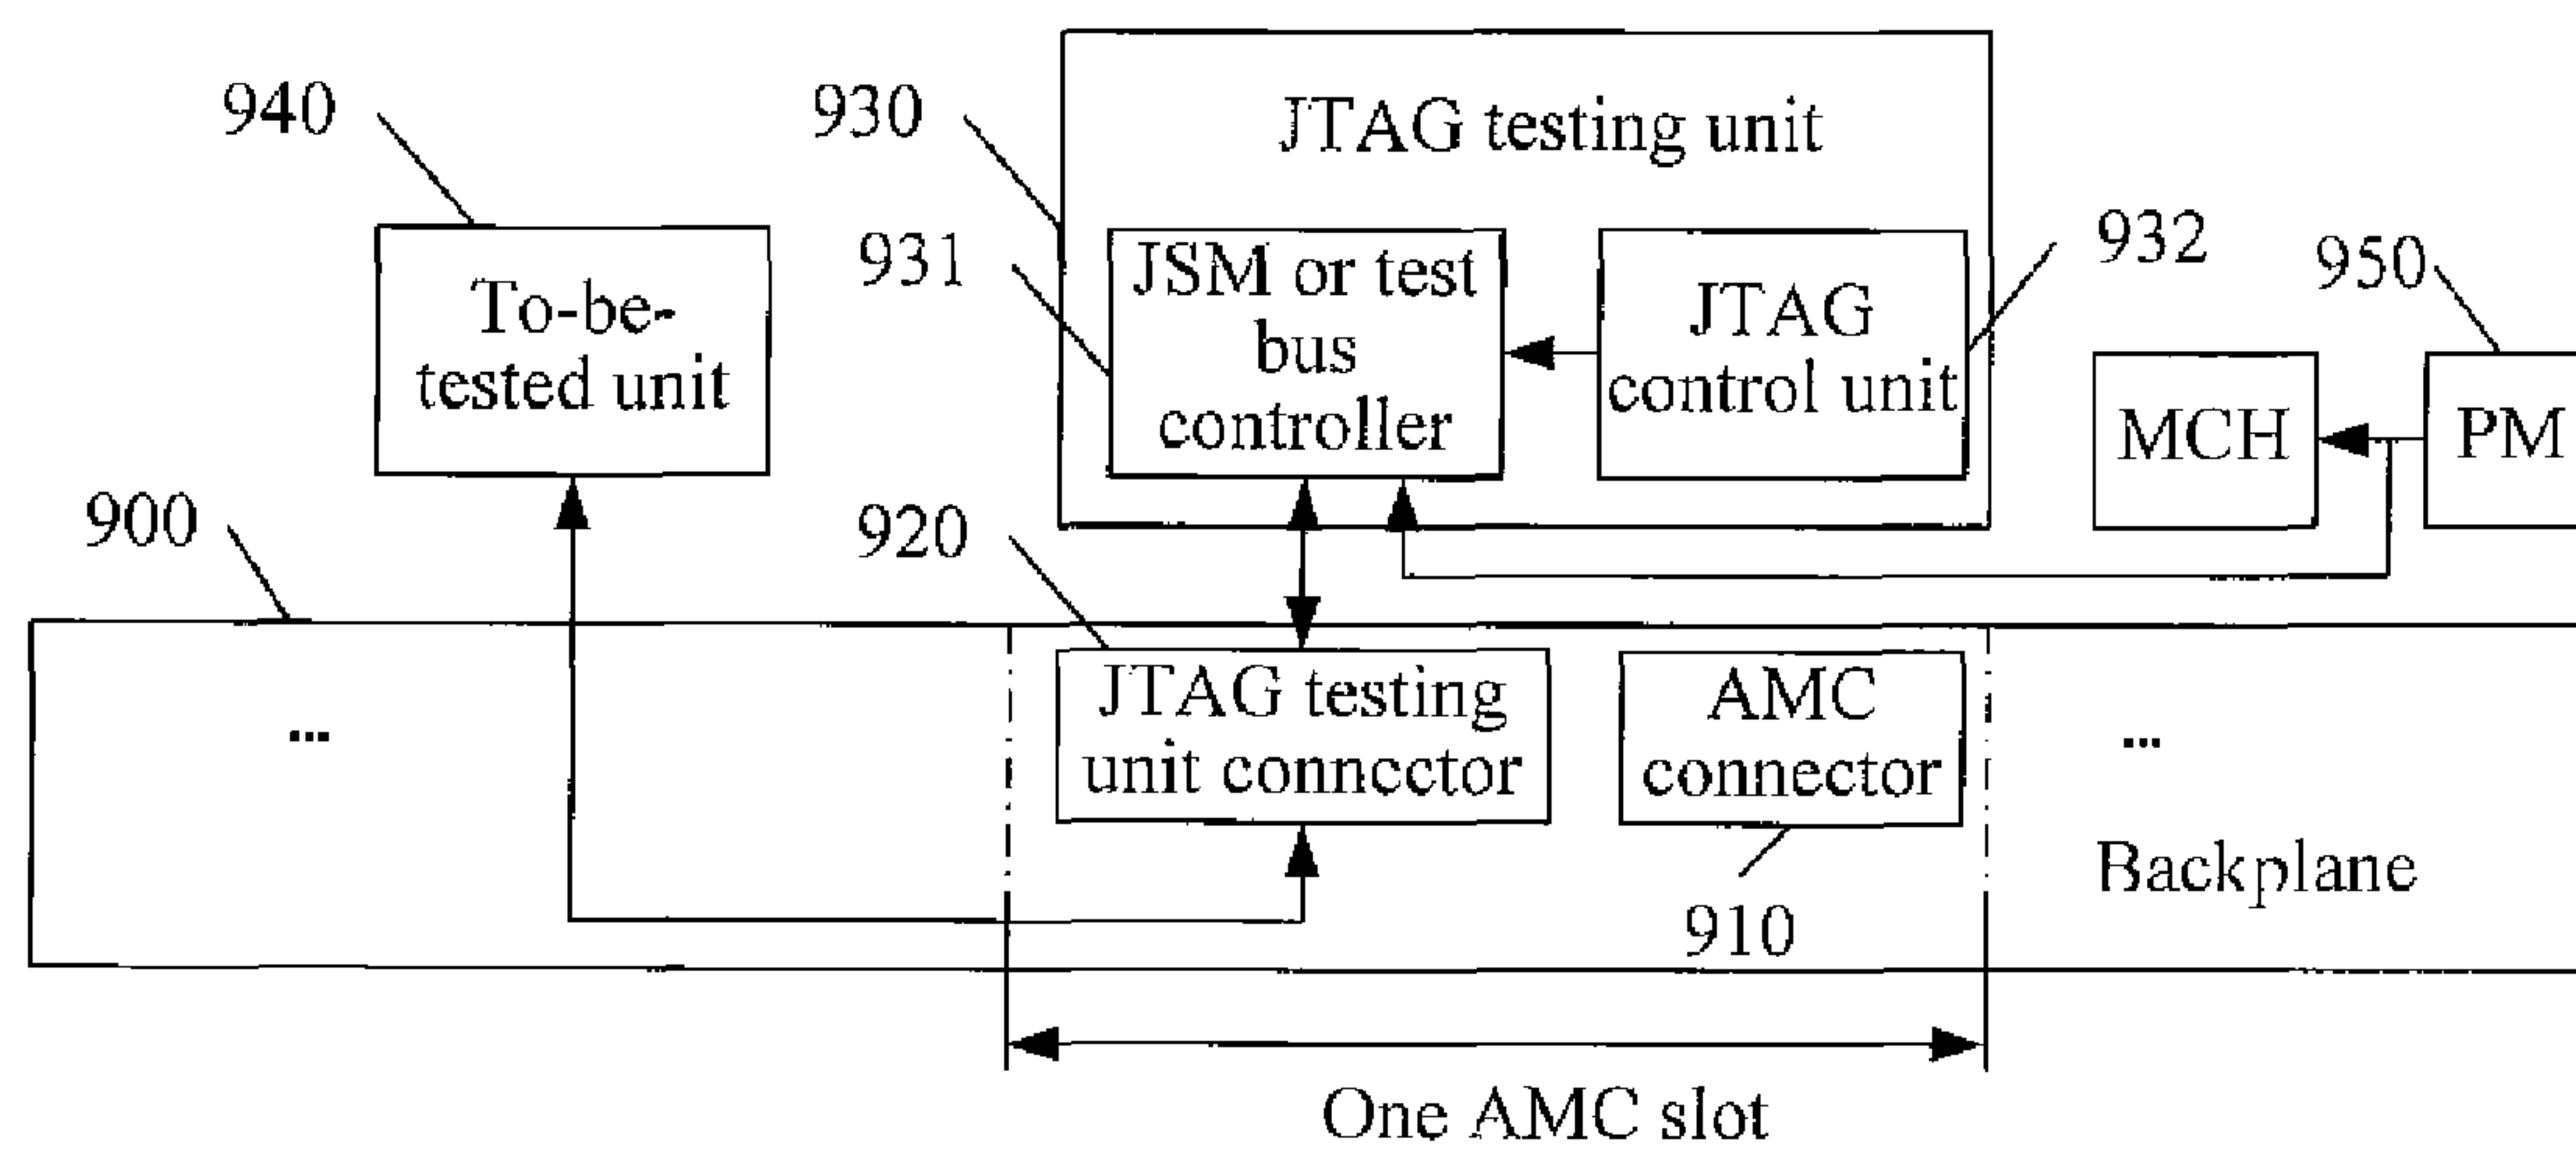 940
930
JTAG testing unit
931
932
950
To-be-
tested unit
JSM or test
bus
controller
JTAG
control unit
MCH
PM
900
920
JTAG testing
unit connector
AMC
connector
...
...
910
Backplane
One AMC slot